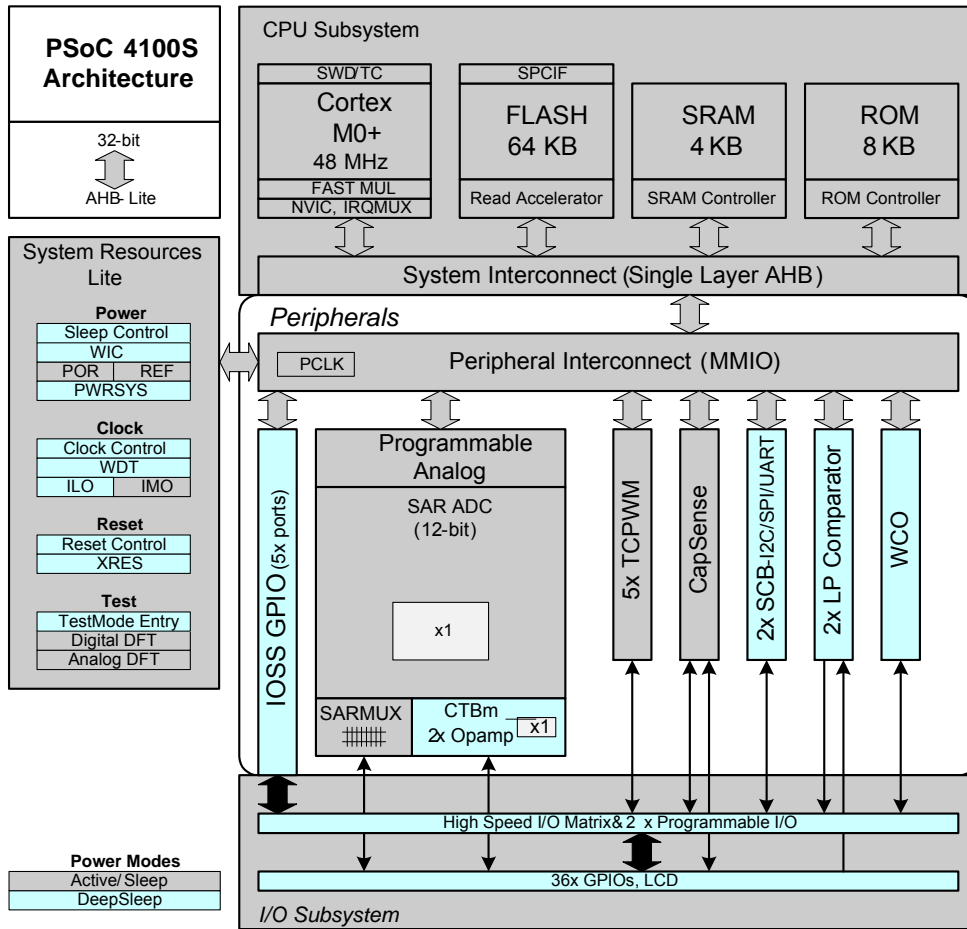 PSoC 4100S
Architecture
32-bit
AHB- Lite
CPU Subsystem
SWD/TC
Cortex
M0+
48 MHz
FAST MUL
NVIC, IRQMUX
SPCIF
FLASH
64 KB
Read Accelerator
SRAM
4 KB
SRAM Controller
ROM
8 KB
ROM Controller
System Interconnect (Single Layer AHB)
System Resources
Lite
Power
Sleep Control
WIC
POR REF
PWRSYS
Clock
Clock Control
WDT
ILO IMO
Reset
Reset Control
XRES
Test
TestMode Entry
Digital DFT
Analog DFT
Peripherals
PCLK
Peripheral Interconnect (MMIO)
IOSS GPIO (5x ports)
Programmable
Analog
SAR ADC
(12-bit)
x1
SARMUX
CTBm
2x Opamp
x1
5x TCPWM
CapSense
2x SCB-I2C/SPI/UART
2x LP Comparator
WCO
High Speed I/O Matrix& 2 x Programmable I/O
36x GPIOs, LCD
I/O Subsystem
Power Modes
Active/ Sleep
DeepSleep